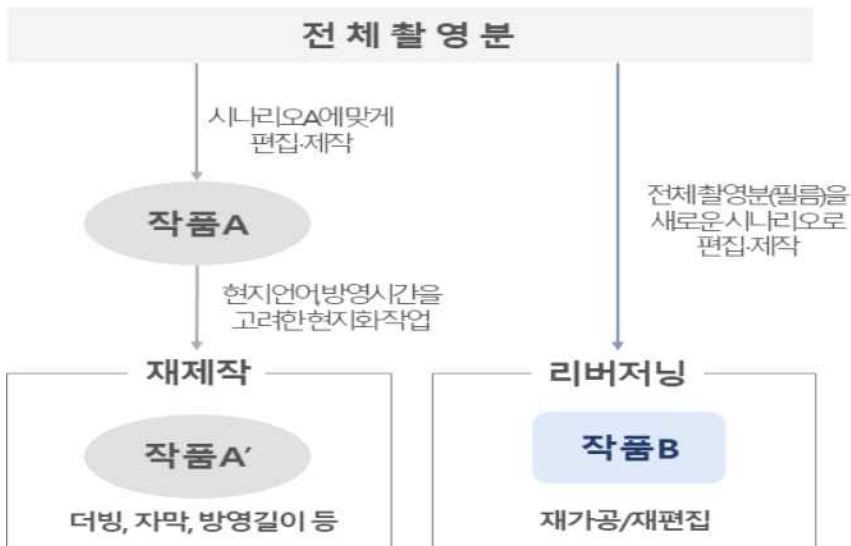 전체촬영분
시나리오A에맞게
편집·제작
작품A
전체촬영분(필름)을
새로운시나리오로
편집·제작
현지언어,방영시간을
고려한현지화작업
재제작
작품A′
더빙, 자막, 방영길이 등
리버저닝
작품B
재가공/재편집